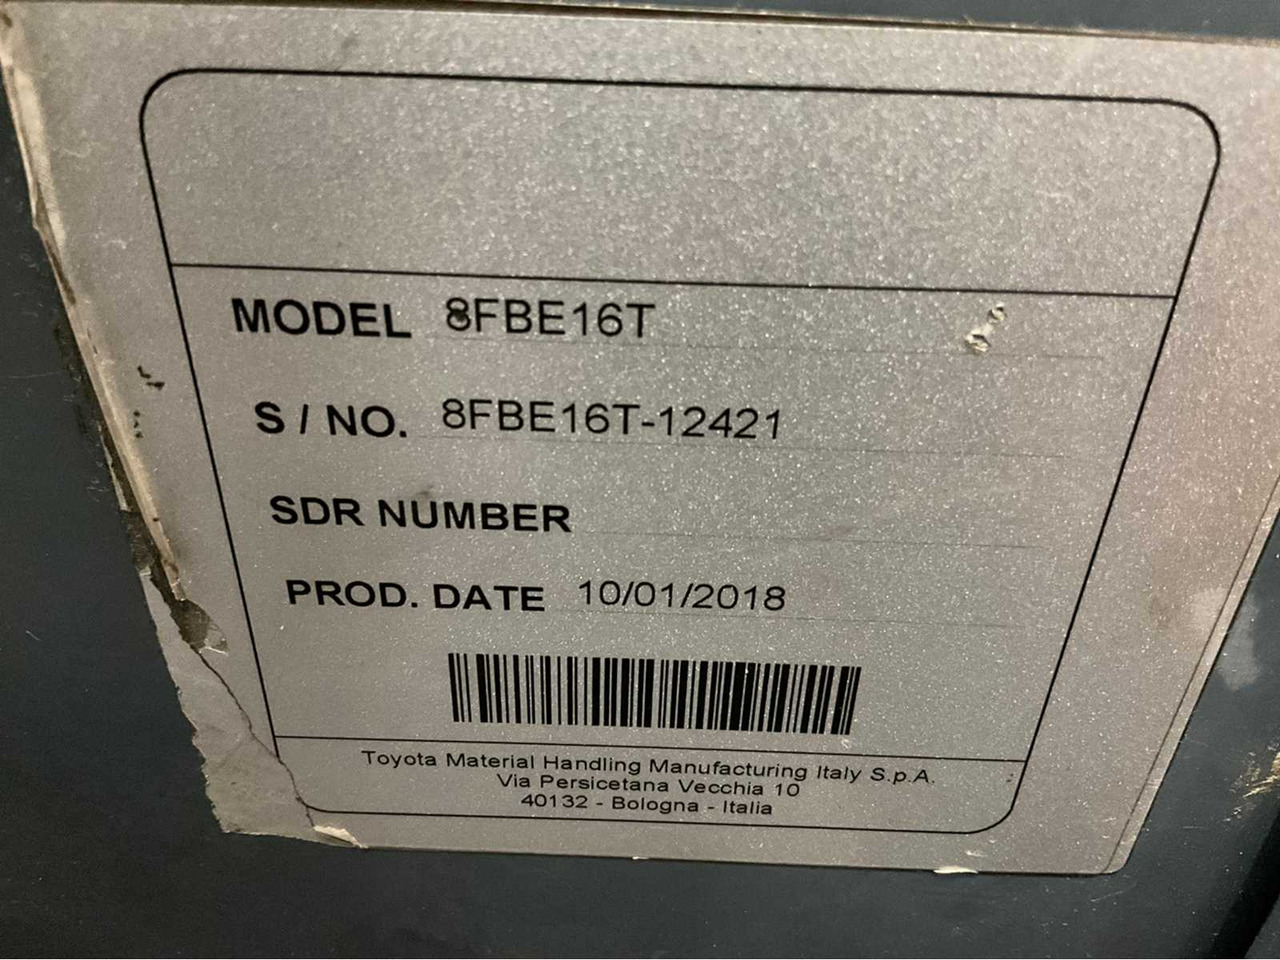 MODEL 8FBE16T
S / NO. 8FBE16T-12421
SDR NUMBER
PROD. DATE 10/01/2018
Toyota Material Handling Manufacturing Italy S.p.A.
Via Persicetana Vecchia 10
40132 - Bologna - Italia